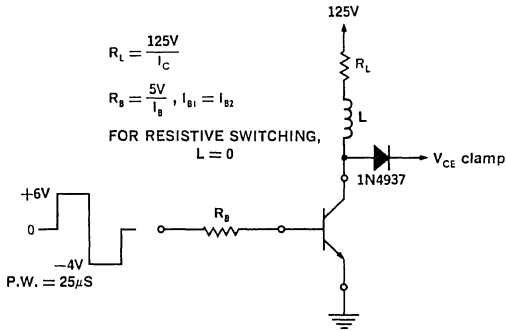 125V
R_L = 125V / I_C
R_L
R_B = 5V / I_B , I_B1 = I_B2
L
FOR RESISTIVE SWITCHING,
L = 0
V_CE clamp
1N4937
+6V
R_B
0
−4V
P.W. = 25μS